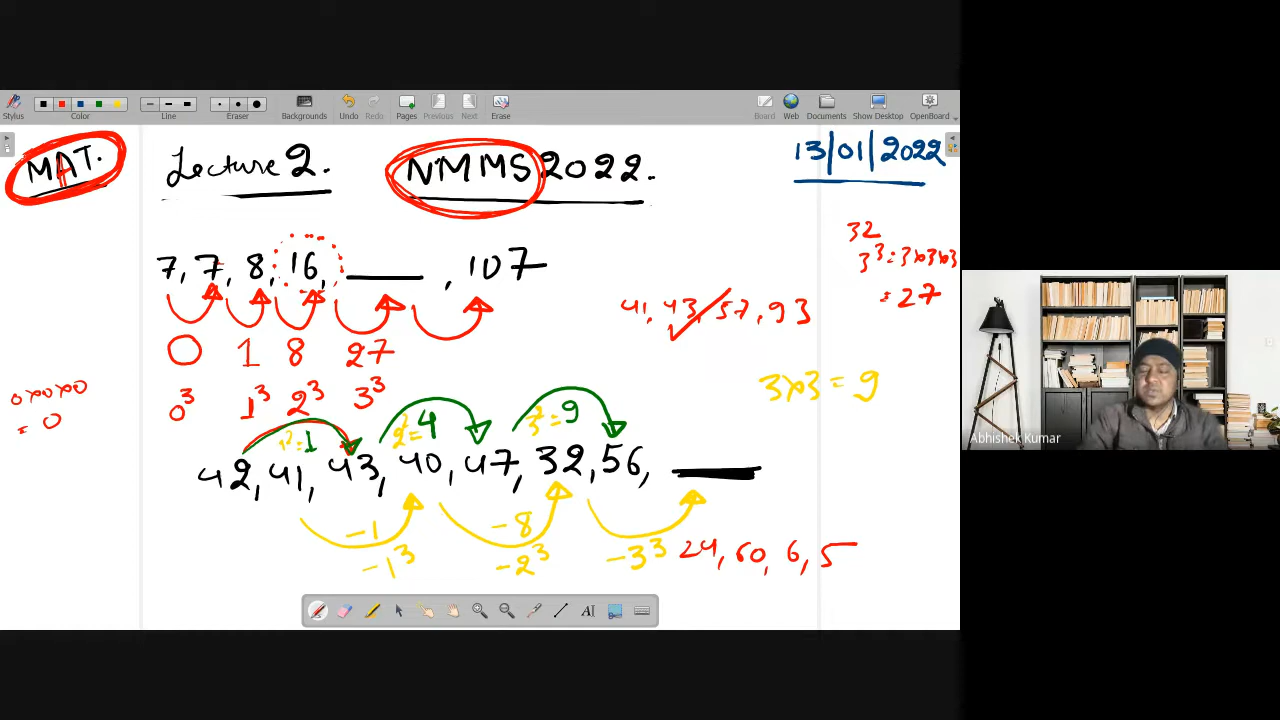 Stylus Color Line Eraser Backgrounds Undo Redo Pages Previous Next Erase Board Web Documents Show Desktop OpenBoard
MAT. Lecture 2. NMMS 2022. 13/01/2022
7, 7, 8, 16, ____, 107
32
3³ = 3×3×3
= 27
41, 43, 57, 93
0 1 8 27
0×0×0
= 0
0³ 1³ 2³ 3³
3×3 = 9
1²=1 2²=4 3²=9
42, 41, 43, 40, 47, 32, 56, ____
-1 -8
-1³ -2³ -3³
24, 60, 6, 5
Abhishek Kumar